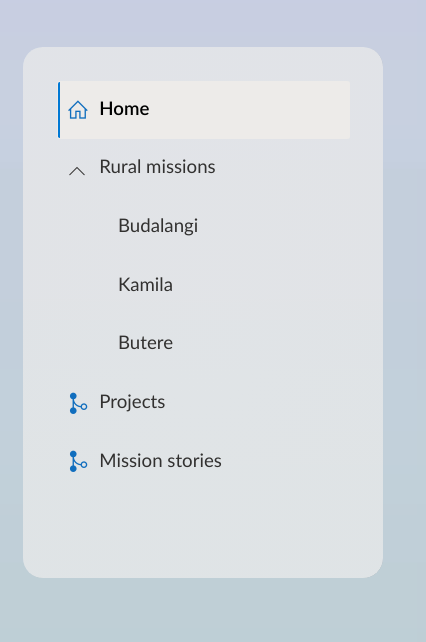 Home
Rural missions
Budalangi
Kamila
Butere
Projects
Mission stories